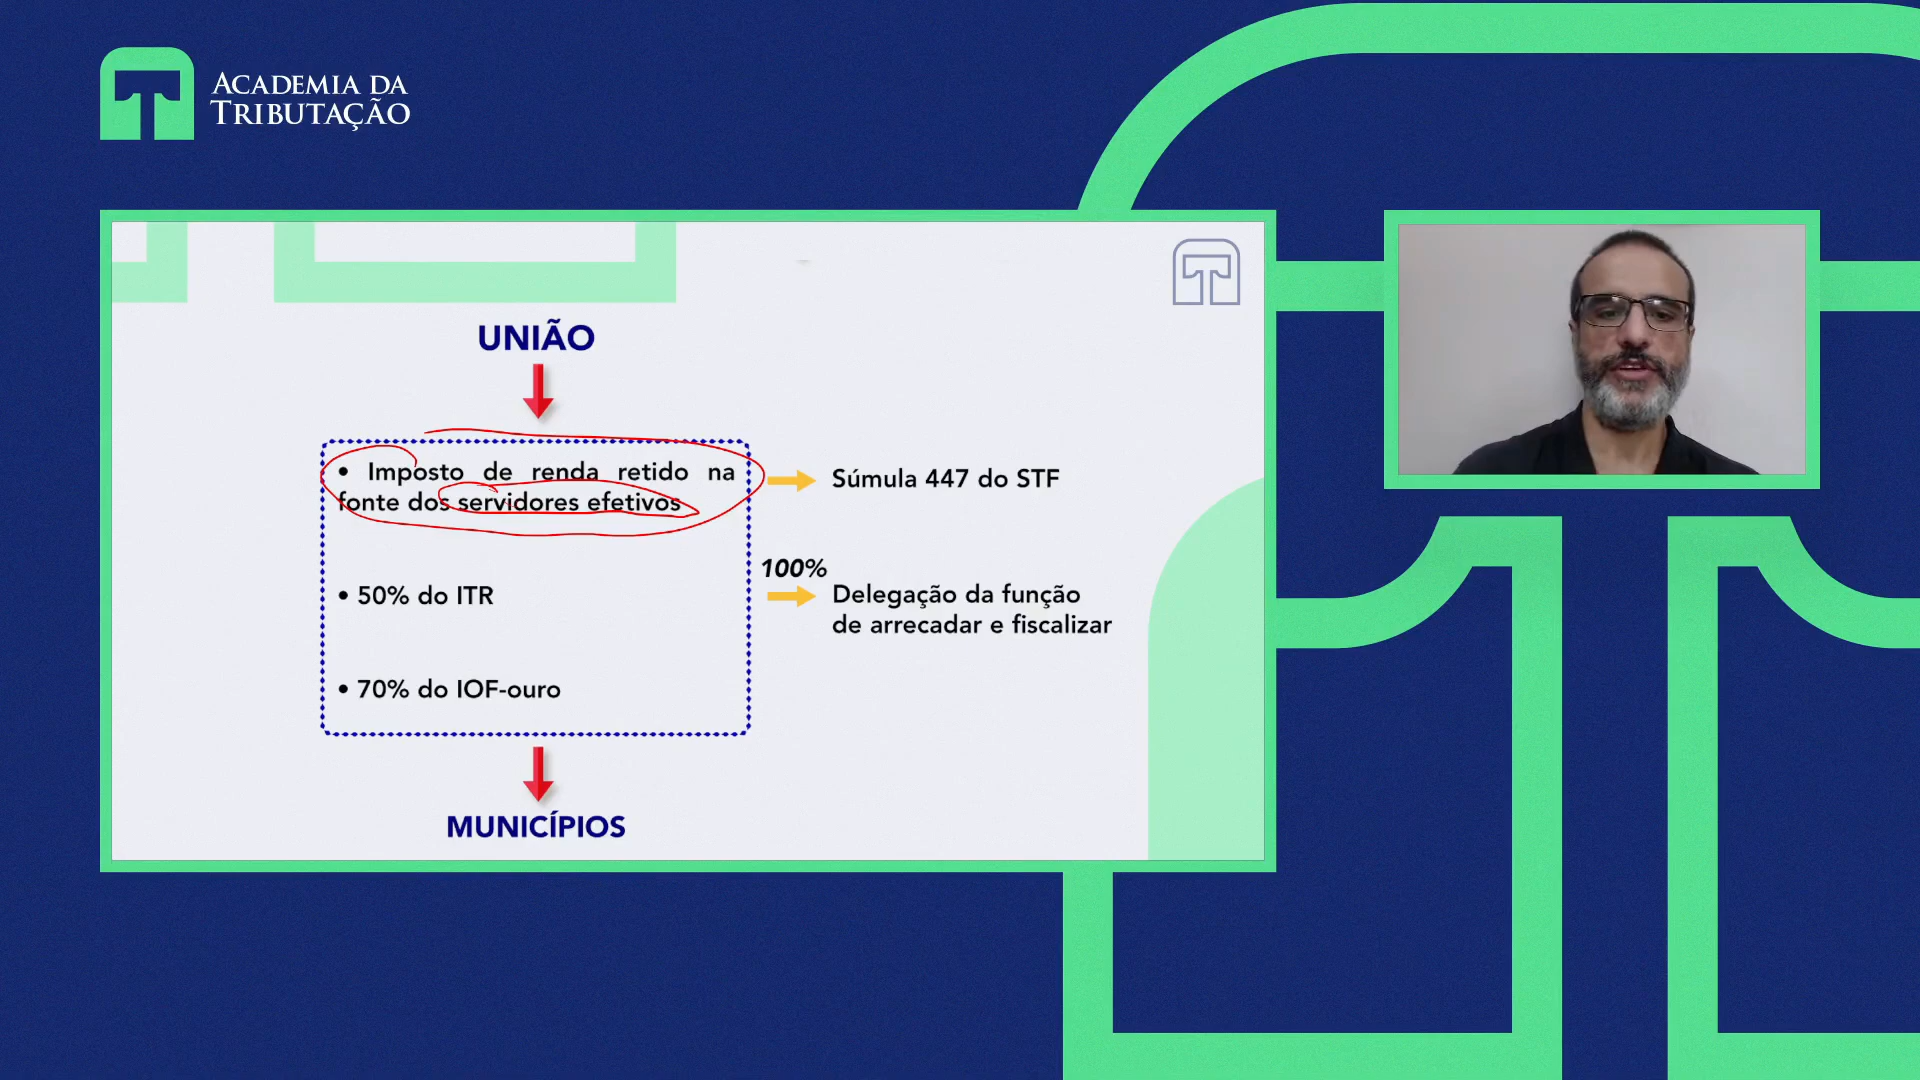 ACADEMIA DA
TRIBUTAÇÃO
UNIÃO
• Imposto de renda retido na
fonte dos servidores efetivos
Súmula 447 do STF
• 50% do ITR
100%
Delegação da função
de arrecadar e fiscalizar
• 70% do IOF-ouro
MUNICÍPIOS